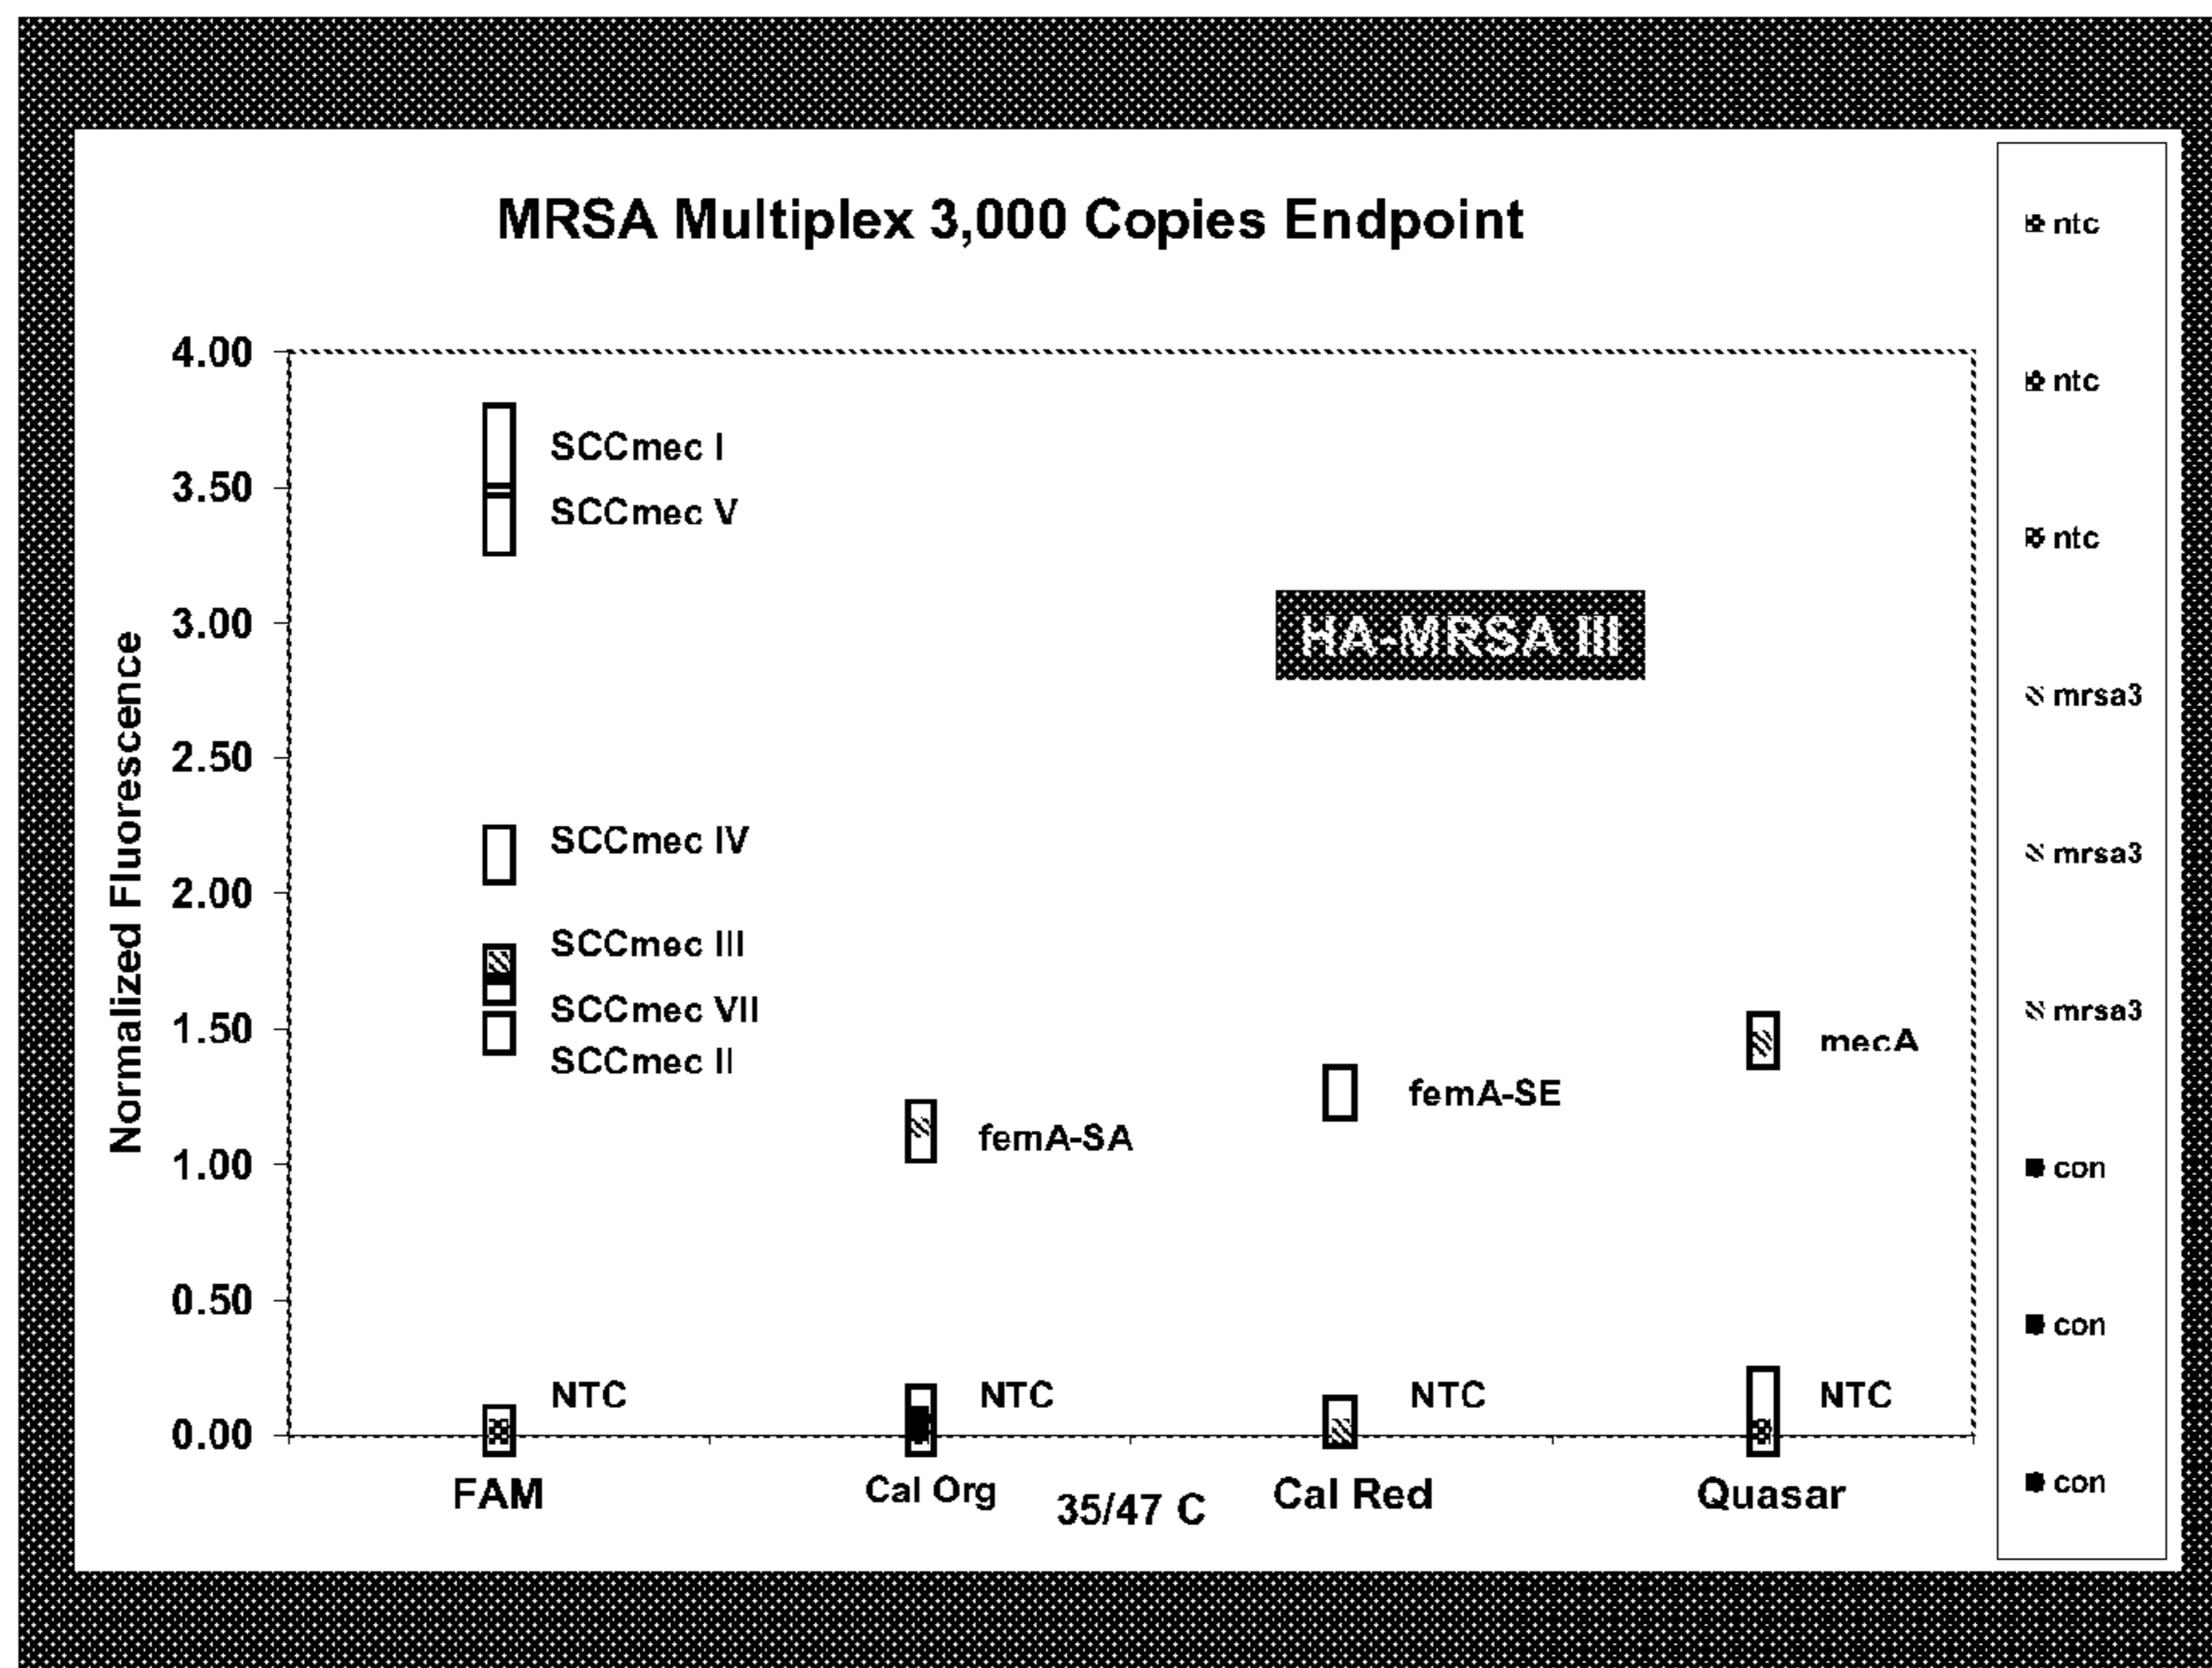 MRSA Multiplex 3,000 Copies Endpoint
Normalized Fluorescence
4.00
3.50
3.00
2.50
2.00
1.50
1.00
0.50
0.00
SCCmec I
SCCmec V
SCCmec IV
SCCmec III
SCCmec VII
SCCmec II
NTC
femA-SA
NTC
HA-MRSA III
femA-SE
NTC
mecA
NTC
FAM
Cal Org
35/47 C
Cal Red
Quasar
ntc
ntc
ntc
mrsa3
mrsa3
mrsa3
con
con
con